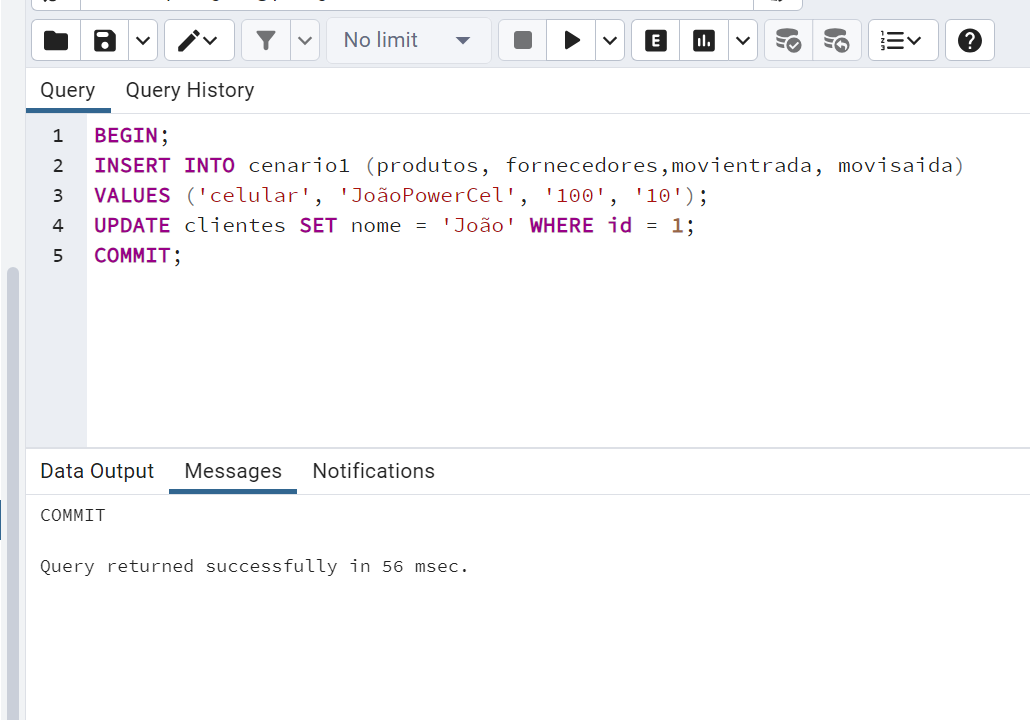 No limit
E
Query Query History
1 BEGIN;
2 INSERT INTO cenario1 (produtos, fornecedores,movientrada, movisaida)
3 VALUES ('celular', 'JoãoPowerCel', '100', '10');
4 UPDATE clientes SET nome = 'João' WHERE id = 1;
5 COMMIT;
Data Output Messages Notifications
COMMIT
Query returned successfully in 56 msec.